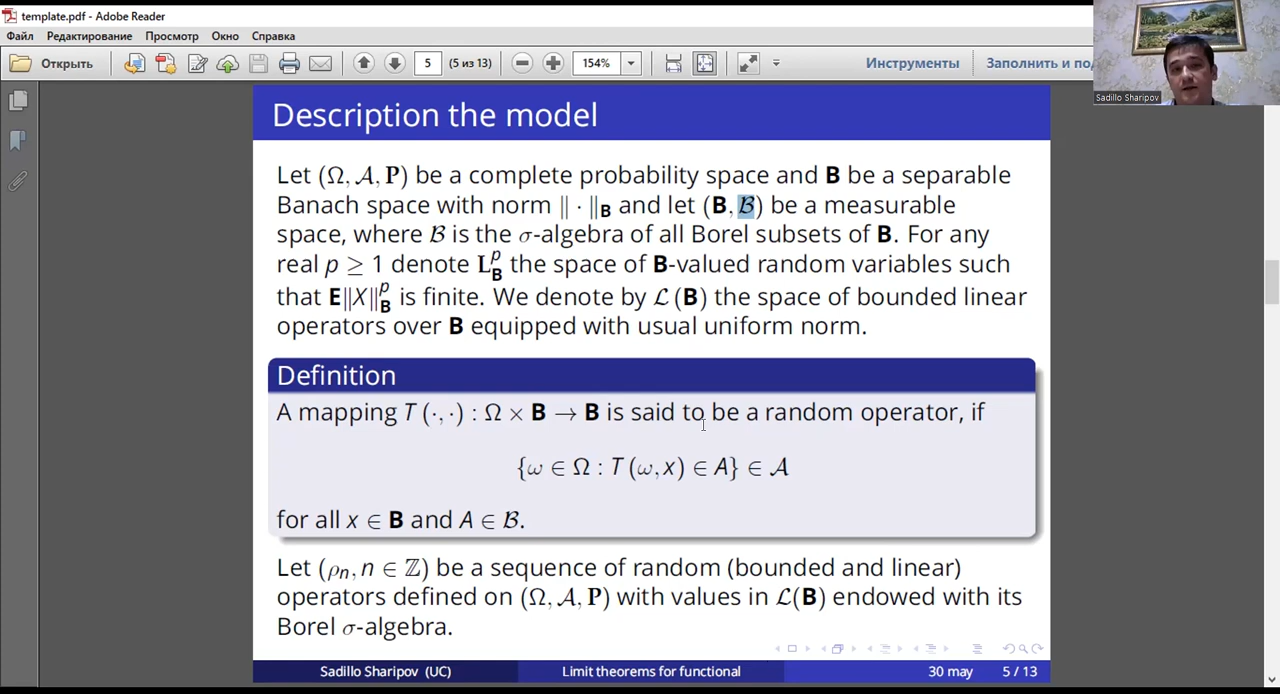 template.pdf - Adobe Reader
Файл Редактирование Просмотр Окно Справка
Открыть 5 (5 из 13) 154% Инструменты Заполнить и
Sadillo Sharipov
Description the model
Let (Ω, 𝒜, P) be a complete probability space and B be a separable
Banach space with norm ‖ · ‖_B and let (B, ℬ) be a measurable
space, where ℬ is the σ-algebra of all Borel subsets of B. For any
real p ≥ 1 denote L^p_B the space of B-valued random variables such
that E‖X‖^p_B is finite. We denote by ℒ (B) the space of bounded linear
operators over B equipped with usual uniform norm.
Definition
A mapping T (·, ·) : Ω × B → B is said to be a random operator, if
{ω ∈ Ω : T (ω, x) ∈ A} ∈ 𝒜
for all x ∈ B and A ∈ ℬ.
Let (ρₙ, n ∈ ℤ) be a sequence of random (bounded and linear)
operators defined on (Ω, 𝒜, P) with values in ℒ(B) endowed with its
Borel σ-algebra.
Sadillo Sharipov (UC) Limit theorems for functional 30 may 5 / 13